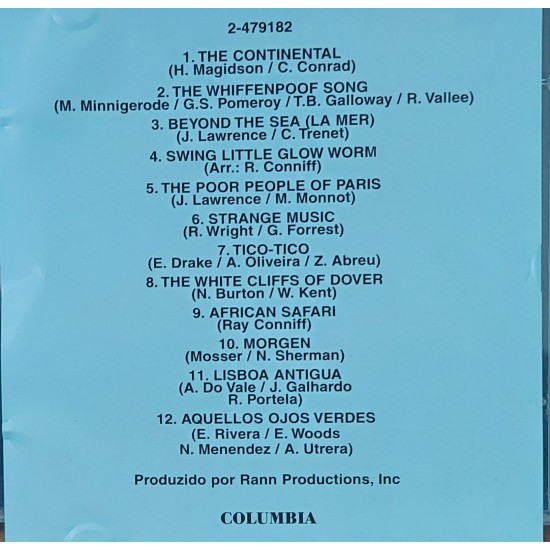 2-479182
1. THE CONTINENTAL
(H. Magidson / C. Conrad)
2. THE WHIFFENPOOF SONG
(M. Minnigerode / G.S. Pomeroy / T.B. Galloway / R. Vallee)
3. BEYOND THE SEA (LA MER)
(J. Lawrence / C. Trenet)
4. SWING LITTLE GLOW WORM
(Arr.: R. Conniff)
5. THE POOR PEOPLE OF PARIS
(J. Lawrence / M. Monnot)
6. STRANGE MUSIC
(R. Wright / G. Forrest)
7. TICO-TICO
(E. Drake / A. Oliveira / Z. Abreu)
8. THE WHITE CLIFFS OF DOVER
(N. Burton / W. Kent)
9. AFRICAN SAFARI
(Ray Conniff)
10. MORGEN
(Mosser / N. Sherman)
11. LISBOA ANTIGUA
(A. Do Vale / J. Galhardo
R. Portela)
12. AQUELLOS OJOS VERDES
(E. Rivera / E. Woods
N. Menendez / A. Utrera)
Produzido por Rann Productions, Inc
COLUMBIA